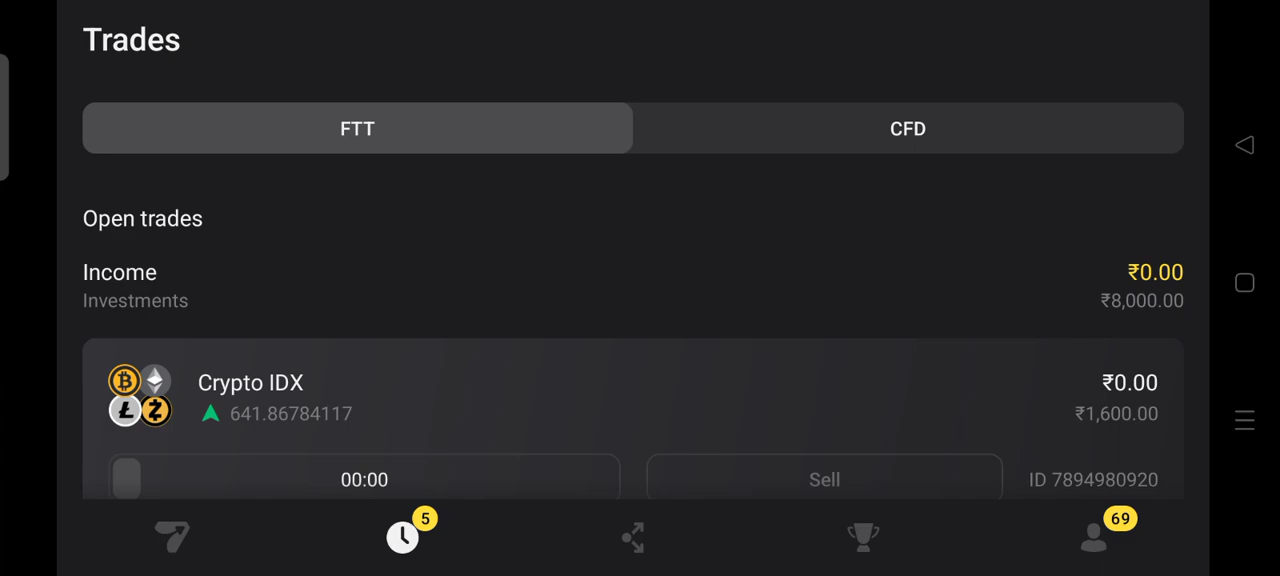 Trades
FTT
CFD
Open trades
Income
₹0.00
Investments
₹8,000.00
Crypto IDX
₹0.00
641.86784117
₹1,600.00
00:00
Sell
ID 7894980920
5
69